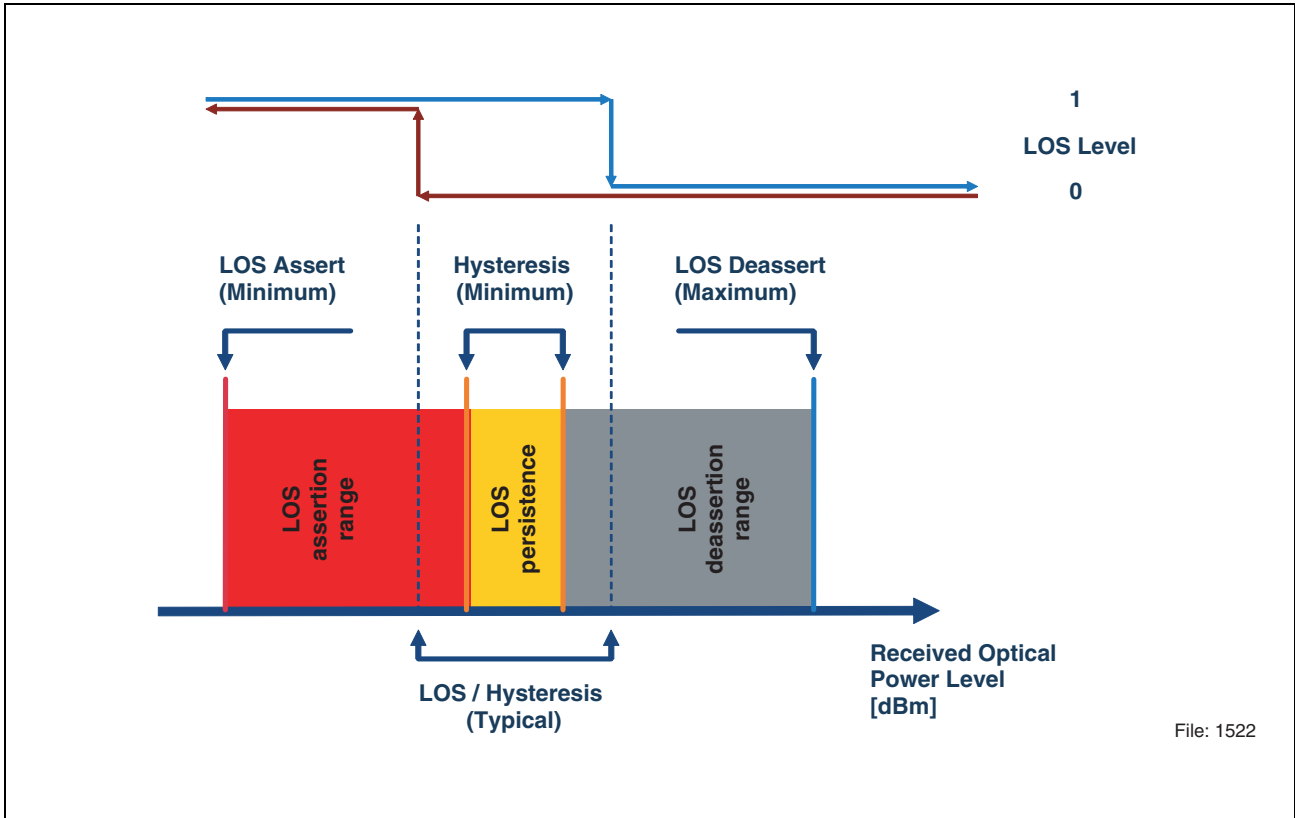 1
LOS Level
0
LOS Assert
(Minimum)
Hysteresis
(Minimum)
LOS Deassert
(Maximum)
LOS
assertion
range
LOS
persistence
LOS
deassertion
range
Received Optical
Power Level
[dBm]
LOS / Hysteresis
(Typical)
File: 1522